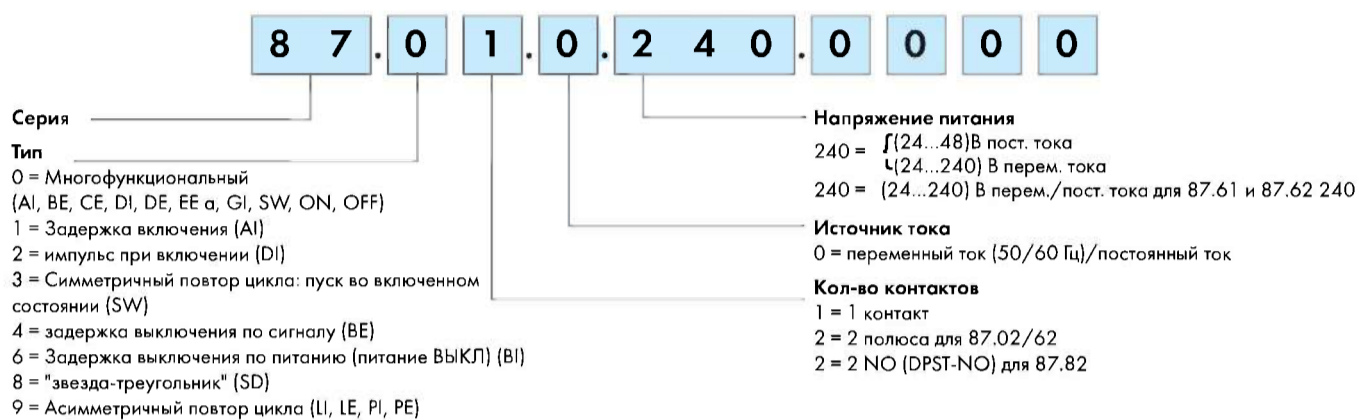 8 7 . 0 1 . 0 . 2 4 0 . 0 0 0 0
Серия
Тип
0 = Многофункциональный
(AI, BE, CE, DI, DE, EE a, GI, SW, ON, OFF)
1 = Задержка включения (AI)
2 = импульс при включении (DI)
3 = Симметричный повтор цикла: пуск во включенном
состоянии (SW)
4 = задержка выключения по сигналу (BE)
6 = Задержка выключения по питанию (питание ВЫКЛ) (BI)
8 = "звезда-треугольник" (SD)
9 = Асимметричный повтор цикла (LI, LE, PI, PE)
Напряжение питания
240 = (24...48)В пост. тока
(24...240) В перем. тока
240 = (24...240) В перем./пост. тока для 87.61 и 87.62 240
Источник тока
0 = переменный ток (50/60 Гц)/постоянный ток
Кол-во контактов
1 = 1 контакт
2 = 2 полюса для 87.02/62
2 = 2 NO (DPST-NO) для 87.82